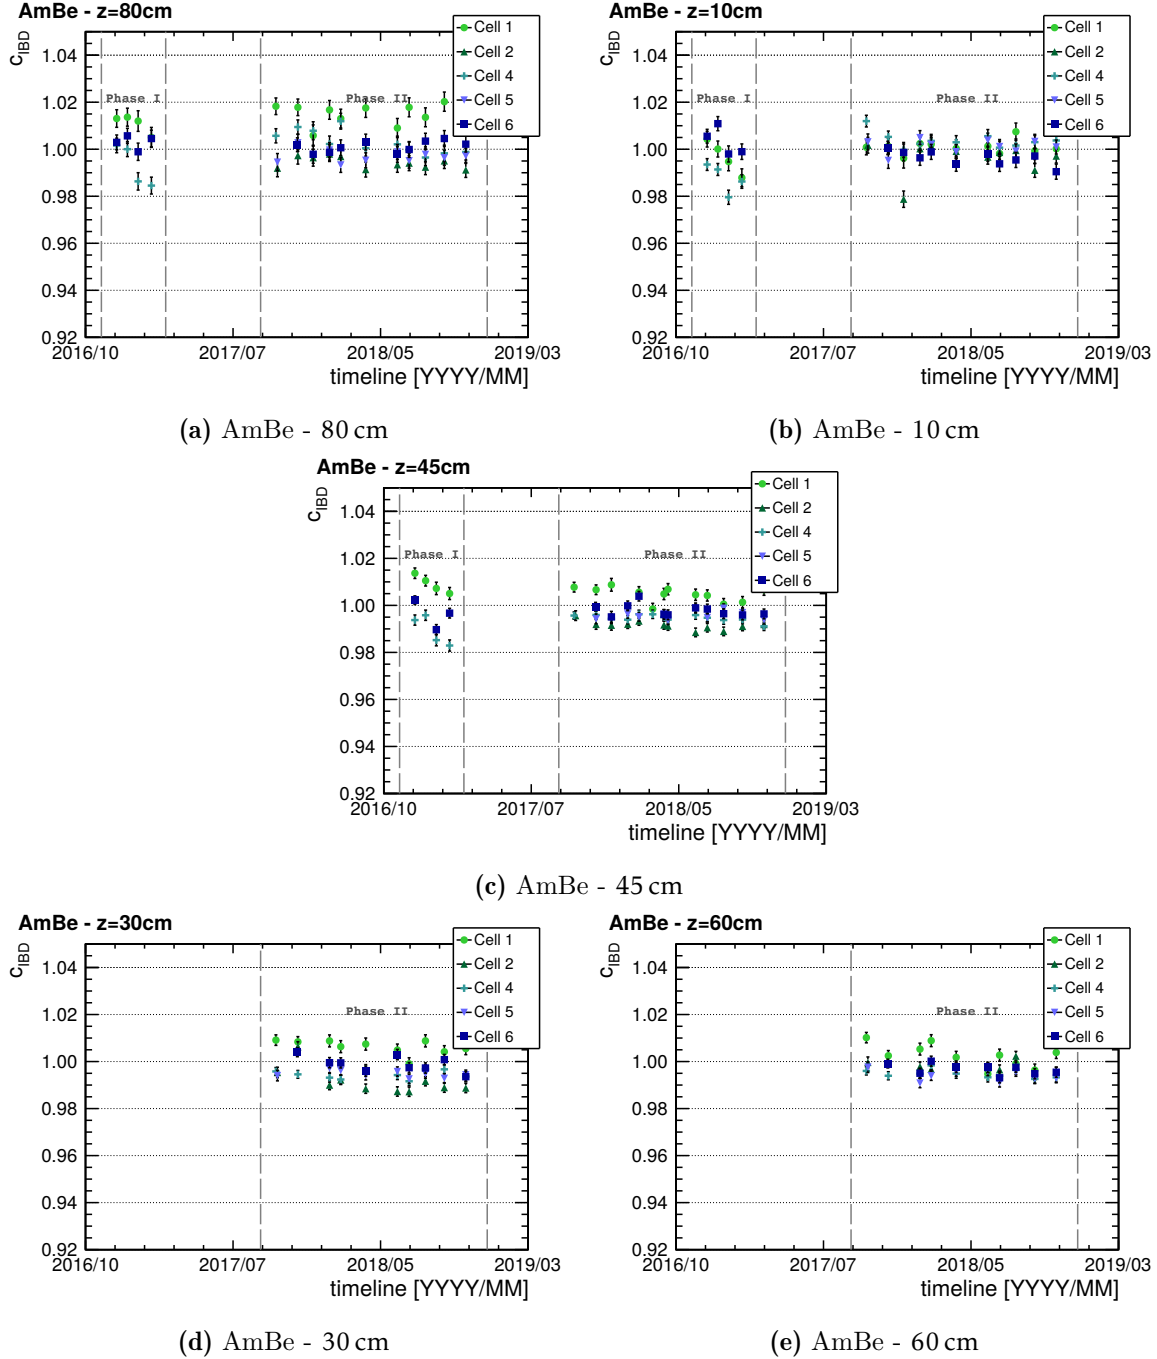 AmBe - z=80cm
c_IBD
1.04
1.02
1.00
0.98
0.96
0.94
0.92
Phase I
Phase II
Cell 1
Cell 2
Cell 4
Cell 5
Cell 6
2016/10
2017/07
2018/05
2019/03
timeline [YYYY/MM]
(a) AmBe - 80 cm
AmBe - z=10cm
c_IBD
1.04
1.02
1.00
0.98
0.96
0.94
0.92
Phase I
Phase II
Cell 1
Cell 2
Cell 4
Cell 5
Cell 6
2016/10
2017/07
2018/05
2019/03
timeline [YYYY/MM]
(b) AmBe - 10 cm
AmBe - z=45cm
c_IBD
1.04
1.02
1.00
0.98
0.96
0.94
0.92
Phase I
Phase II
Cell 1
Cell 2
Cell 4
Cell 5
Cell 6
2016/10
2017/07
2018/05
2019/03
timeline [YYYY/MM]
(c) AmBe - 45 cm
AmBe - z=30cm
c_IBD
1.04
1.02
1.00
0.98
0.96
0.94
0.92
Phase II
Cell 1
Cell 2
Cell 4
Cell 5
Cell 6
2016/10
2017/07
2018/05
2019/03
timeline [YYYY/MM]
(d) AmBe - 30 cm
AmBe - z=60cm
c_IBD
1.04
1.02
1.00
0.98
0.96
0.94
0.92
Phase II
Cell 1
Cell 2
Cell 4
Cell 5
Cell 6
2016/10
2017/07
2018/05
2019/03
timeline [YYYY/MM]
(e) AmBe - 60 cm